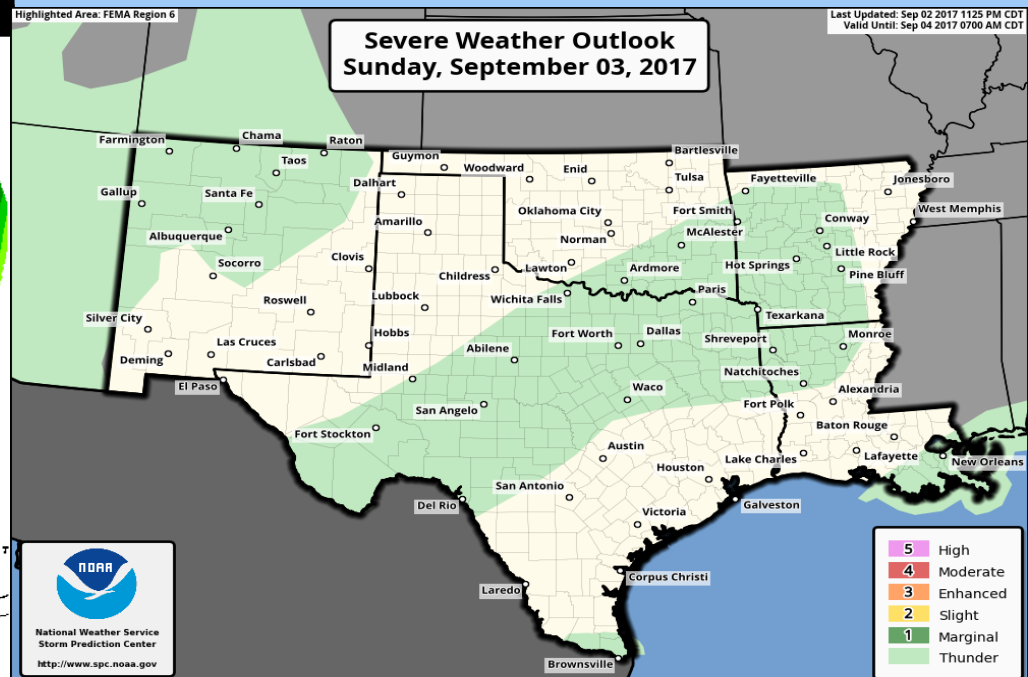 Highlighted Area: FEMA Region 6
Last Updated: Sep 02 2017 1125 PM CDT
Valid Until: Sep 04 2017 0700 AM CDT
Severe Weather Outlook
Sunday, September 03, 2017
Farmington
Chama
Raton
Taos
Gallup
Santa Fe
Albuquerque
Socorro
Clovis
Roswell
Silver City
Las Cruces
Deming
Carlsbad
Hobbs
Guymon
Woodward
Enid
Bartlesville
Tulsa
Dalhart
Oklahoma City
Norman
Fort Smith
McAlester
Lawton
Ardmore
Fayetteville
Jonesboro
West Memphis
Conway
Little Rock
Hot Springs
Pine Bluff
Texarkana
Amarillo
Childress
Lubbock
Wichita Falls
Paris
Fort Worth
Dallas
Abilene
Midland
El Paso
San Angelo
Waco
Fort Stockton
Austin
Houston
San Antonio
Del Rio
Victoria
Galveston
Corpus Christi
Laredo
Brownsville
Shreveport
Monroe
Natchitoches
Alexandria
Fort Polk
Baton Rouge
Lake Charles
Lafayette
New Orleans
NOAA
National Weather Service
Storm Prediction Center
http://www.spc.noaa.gov
5 High
4 Moderate
3 Enhanced
2 Slight
1 Marginal
Thunder